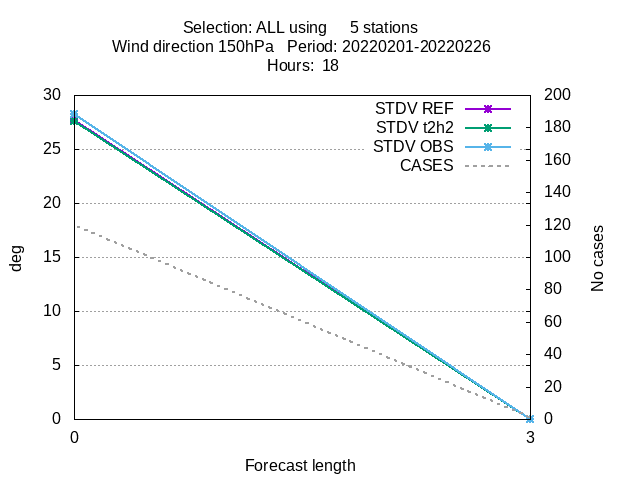 Selection: ALL using     5 stations
Wind direction 150hPa   Period: 20220201-20220226
Hours:  18
30
25
20
15
10
5
0
200
180
160
140
120
100
80
60
40
20
0
STDV REF
STDV t2h2
STDV OBS
CASES
deg
No cases
0
3
Forecast length